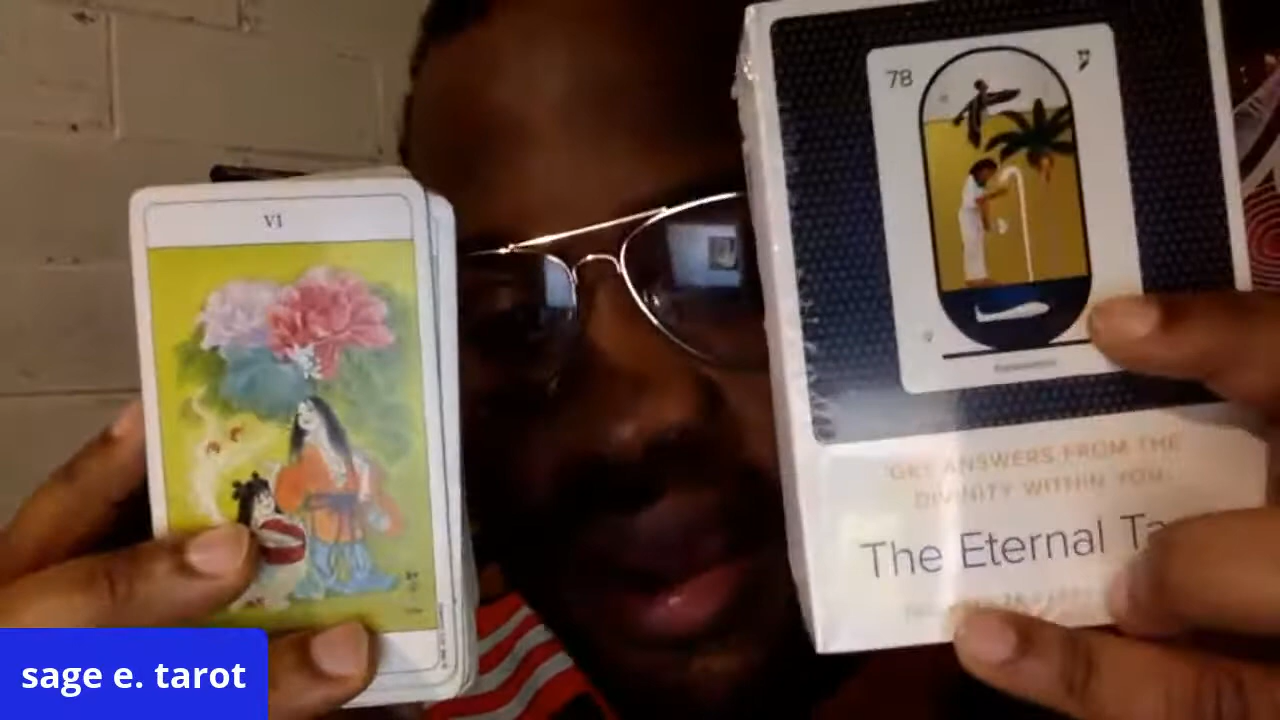 VI
78
"GET ANSWERS FROM THE
DIVINITY WITHIN YOU"
The Eternal Ta
sage e. tarot